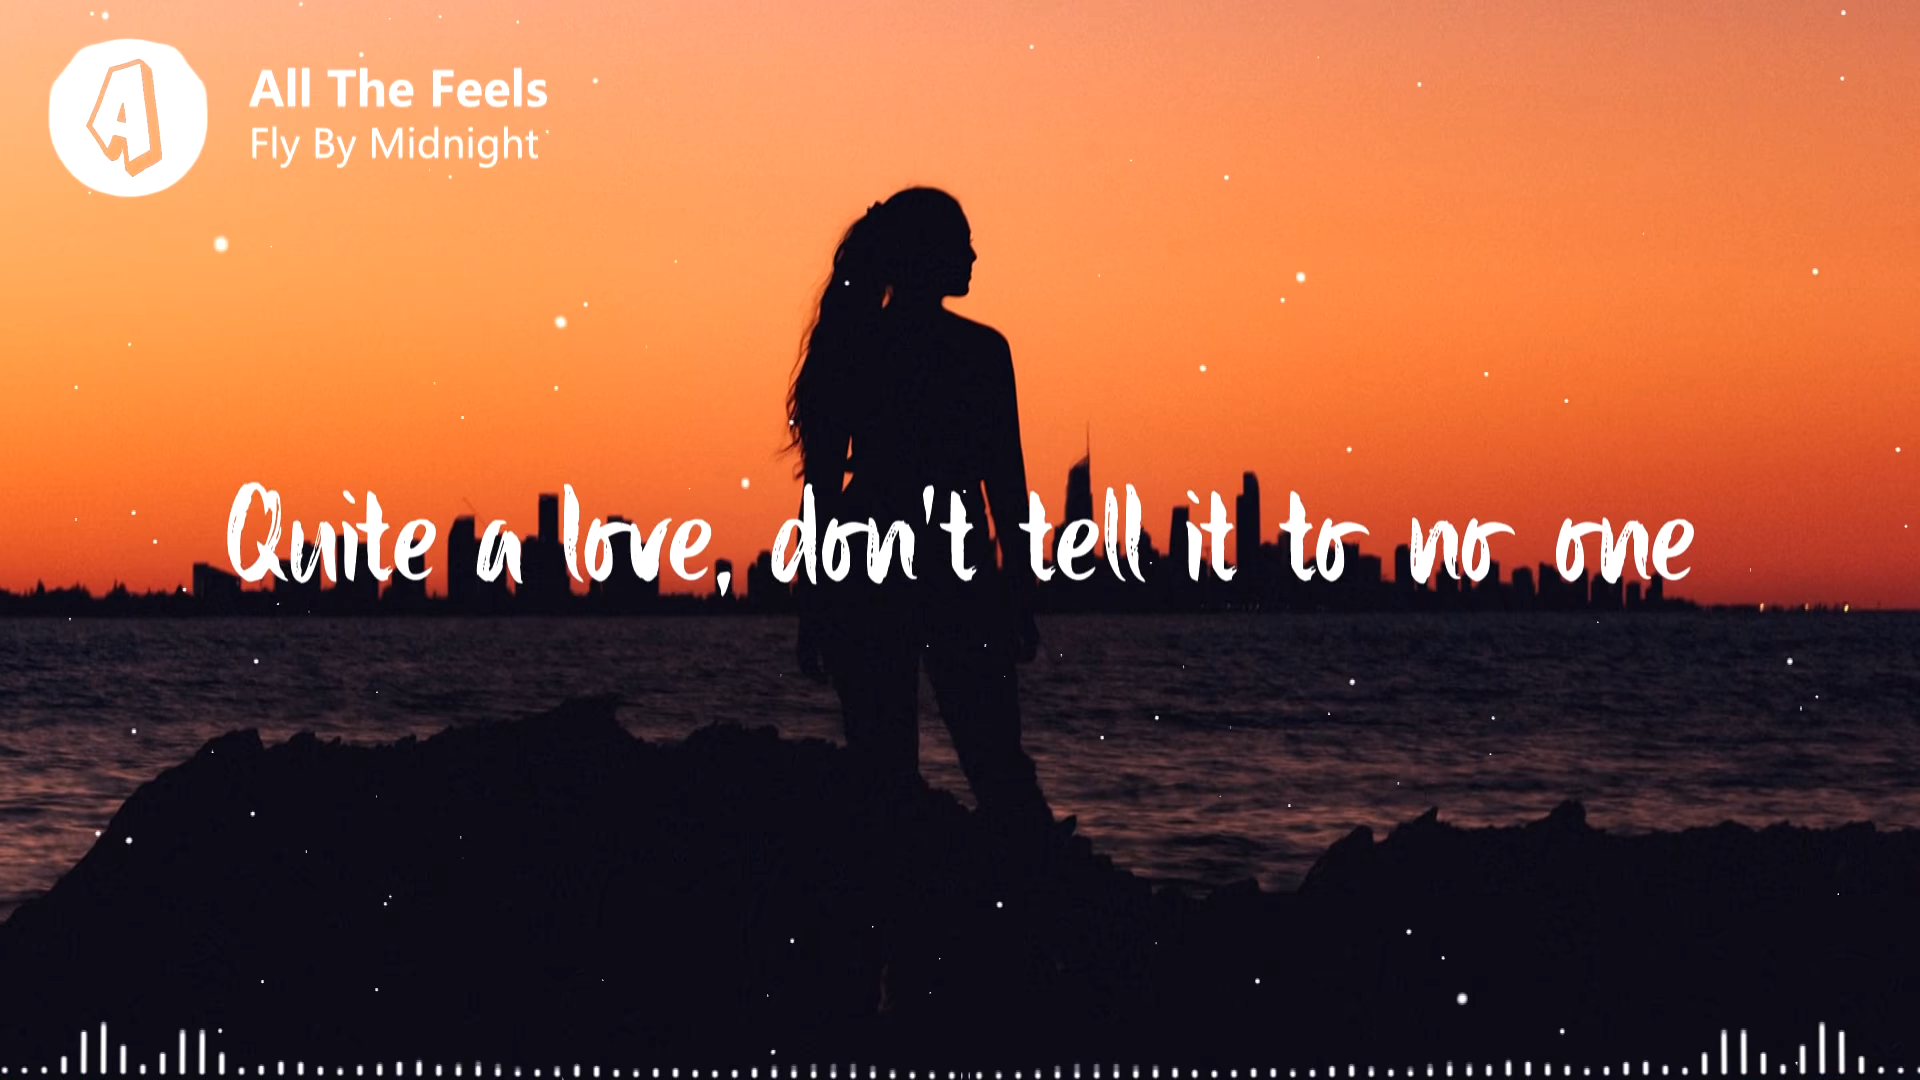 A
All The Feels
Fly By Midnight
Quite a love, don't tell it to no one